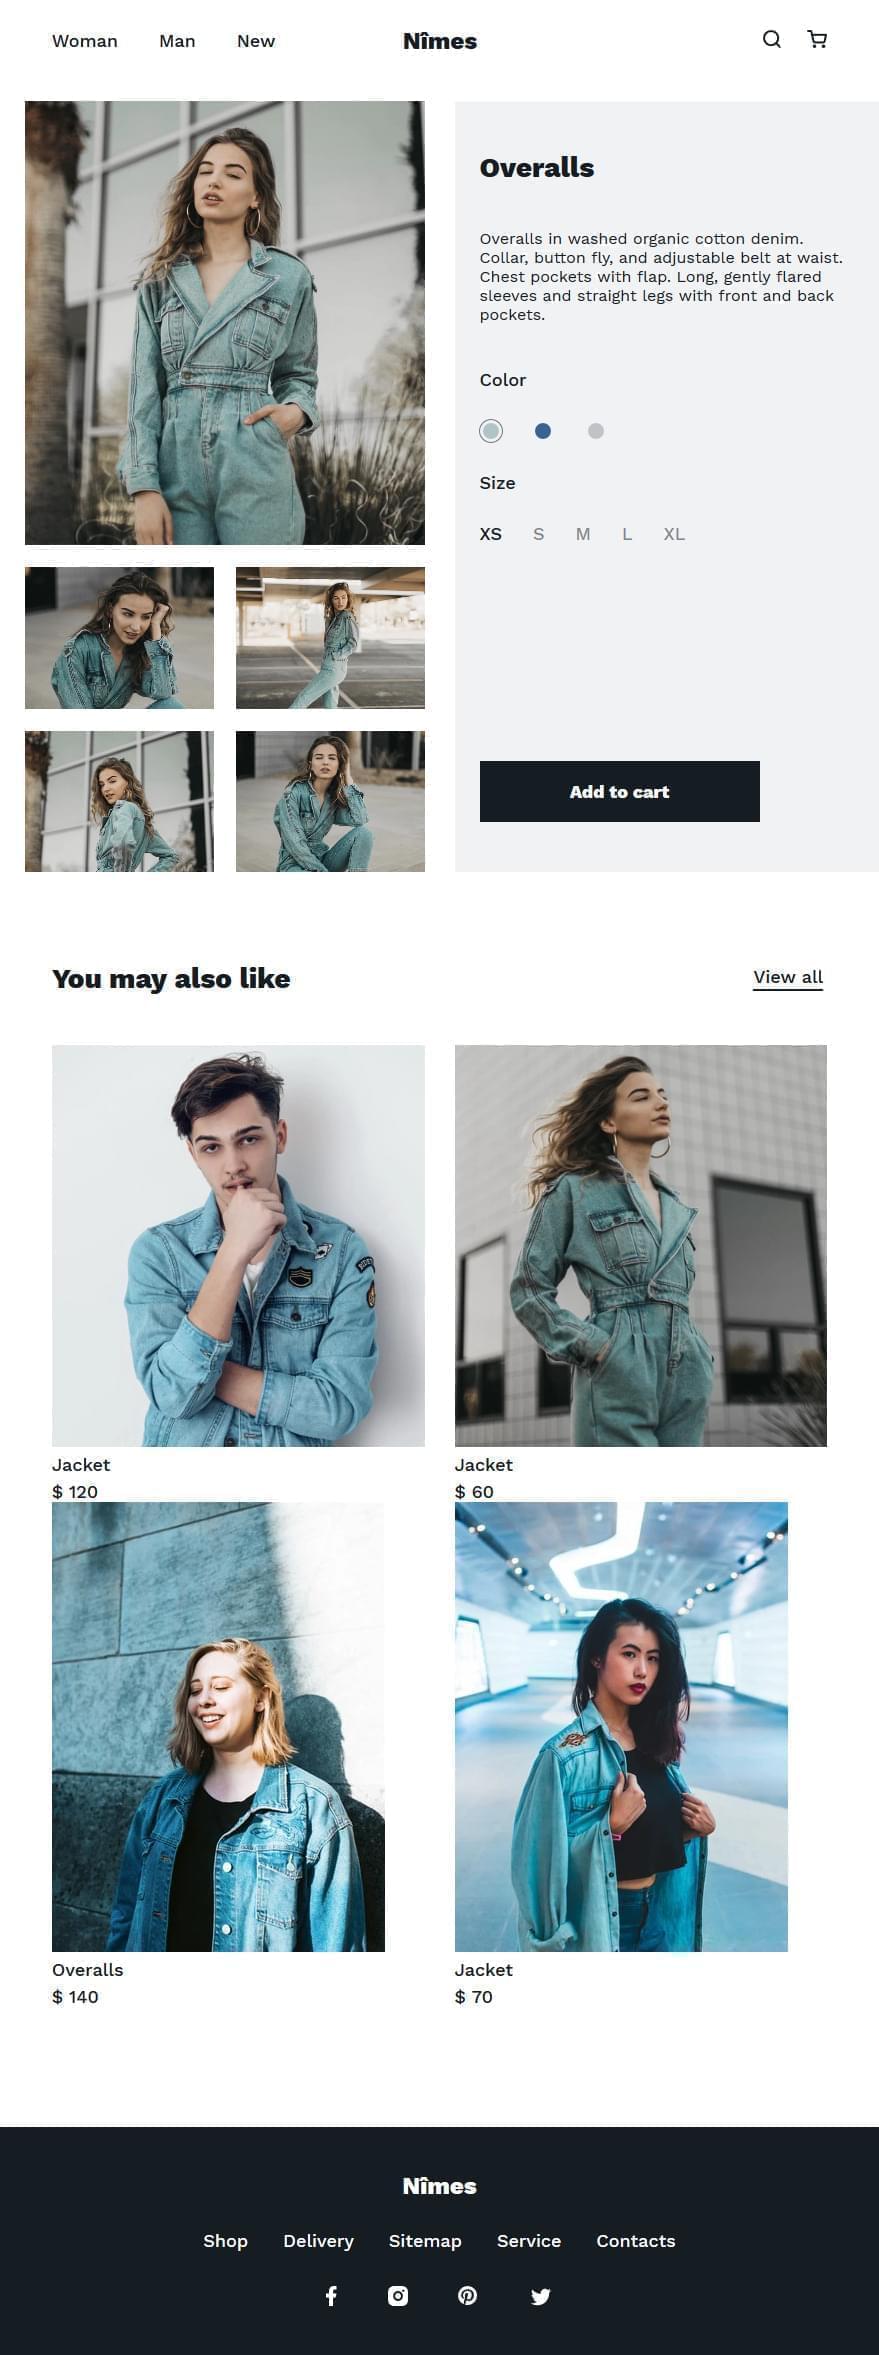 Woman Man New Nîmes
Overalls
Overalls in washed organic cotton denim.
Collar, button fly, and adjustable belt at waist.
Chest pockets with flap. Long, gently flared
sleeves and straight legs with front and back
pockets.
Color
Size
XS S M L XL
Add to cart
You may also like View all
Jacket
$ 120
Jacket
$ 60
Overalls
$ 140
Jacket
$ 70
Nîmes
Shop Delivery Sitemap Service Contacts